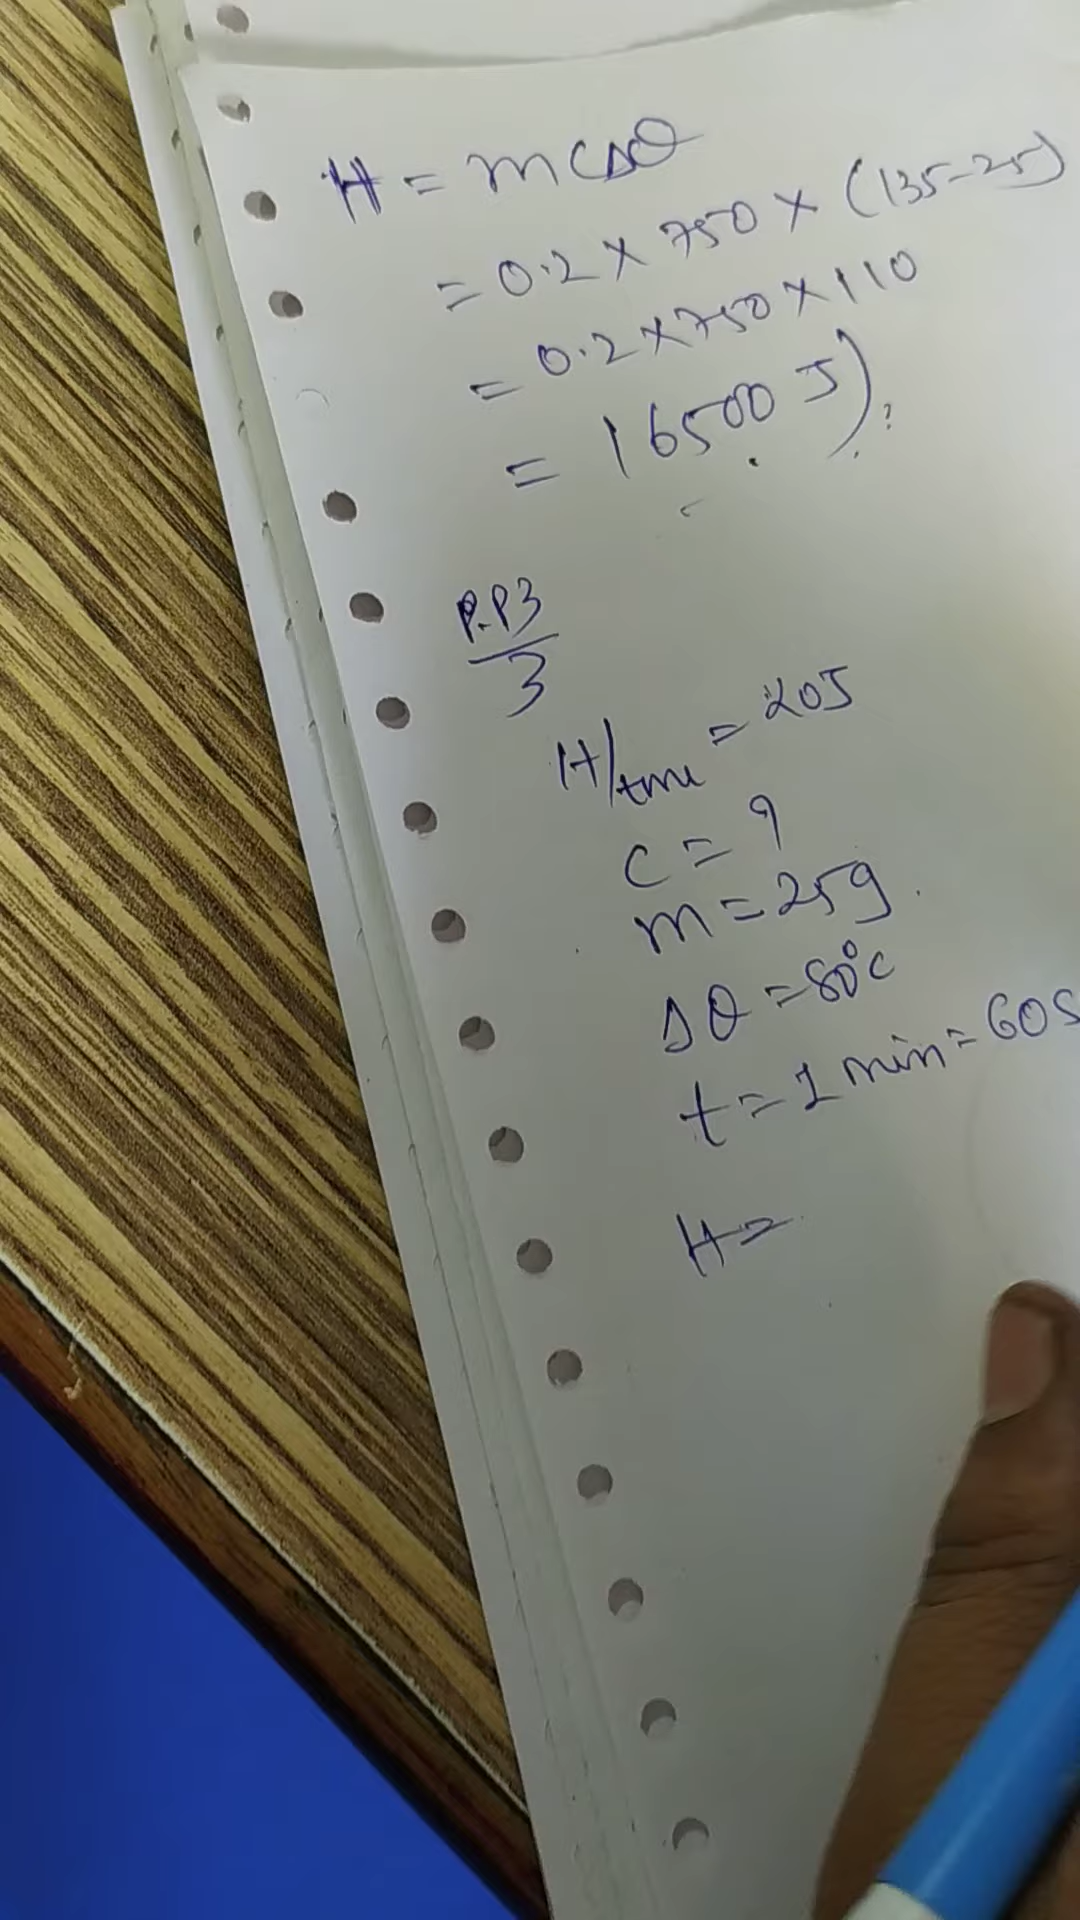 H = mcΔθ
= 0.2 × 750 × (135-25)
= 0.2 × 750 × 110
= 16500 J)
P.P3
3
H/time = 20J
c = ?
m = 25g.
Δθ = 80°C
t = 1 min = 60s
H =